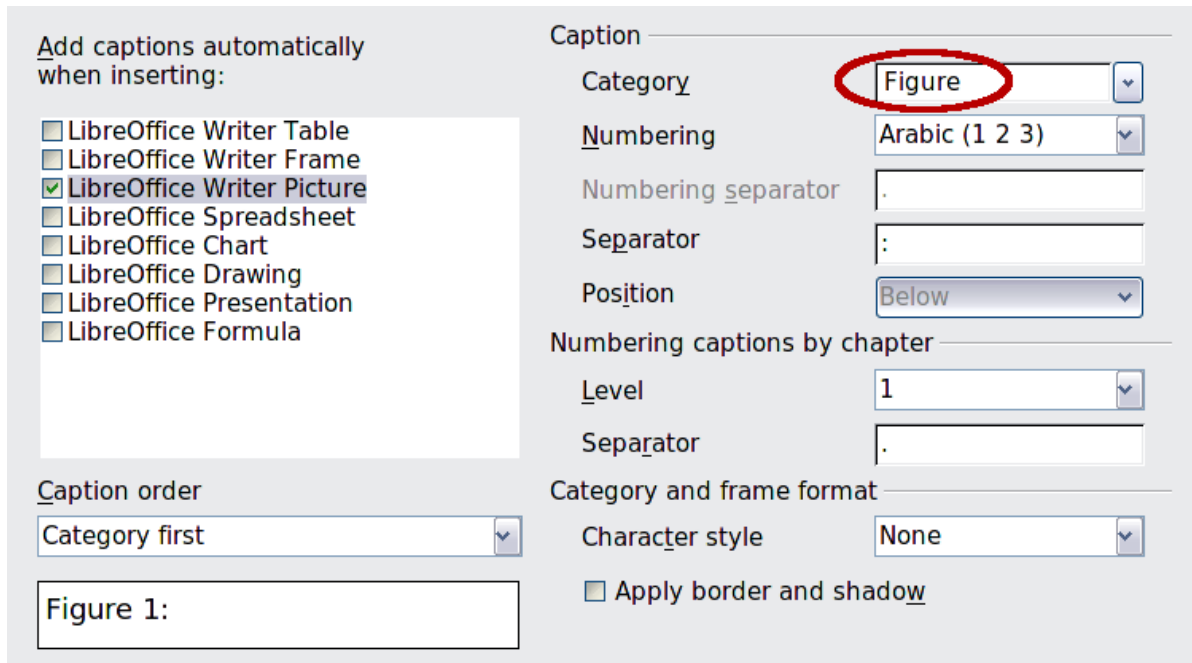 Add captions automatically
when inserting:
LibreOffice Writer Table
LibreOffice Writer Frame
LibreOffice Writer Picture
LibreOffice Spreadsheet
LibreOffice Chart
LibreOffice Drawing
LibreOffice Presentation
LibreOffice Formula
Caption order
Category first
Figure 1:
Caption
Category Figure
Numbering Arabic (1 2 3)
Numbering separator .
Separator :
Position Below
Numbering captions by chapter
Level 1
Separator .
Category and frame format
Character style None
Apply border and shadow